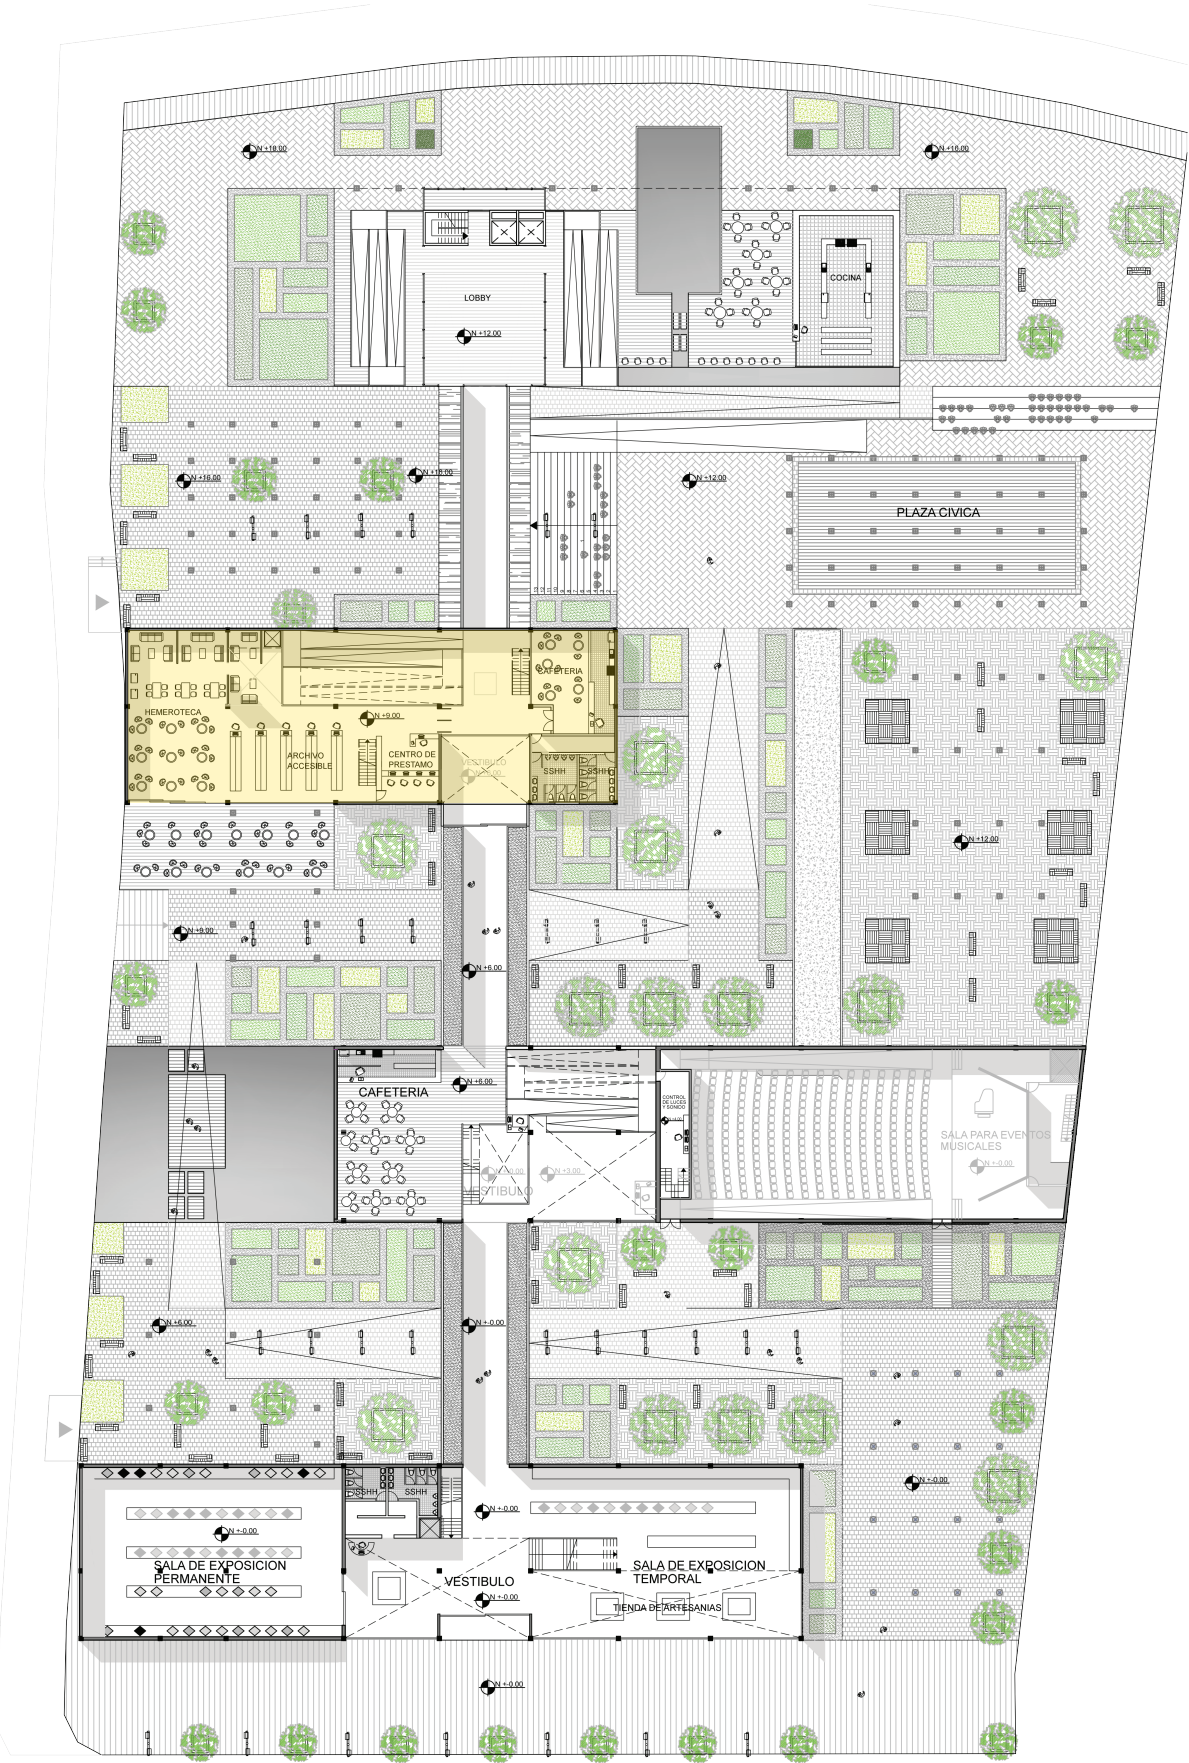 N +18.00
N +16.00
LOBBY
COCINA
N +12.00
N +16.00
N +12.00
PLAZA CIVICA
CAFETERIA
HEMEROTECA
N +9.00
ARCHIVO
ACCESIBLE
CENTRO DE
PRESTAMO
VESTIBULO
SSHH
SSHH
N +12.00
N +9.00
N +6.00
CAFETERIA
N +6.00
CONTROL
DE LUCES
Y SONIDO
SALA PARA EVENTOS
MUSICALES
N +-0.00
N +3.00
VESTIBULO
N +6.00
N +-0.00
SSHH
SSHH
N +-0.00
N +-0.00
N +-0.00
SALA DE EXPOSICION
PERMANENTE
SALA DE EXPOSICION
TEMPORAL
VESTIBULO
N +-0.00
TIENDA DE ARTESANIAS
N +-0.00